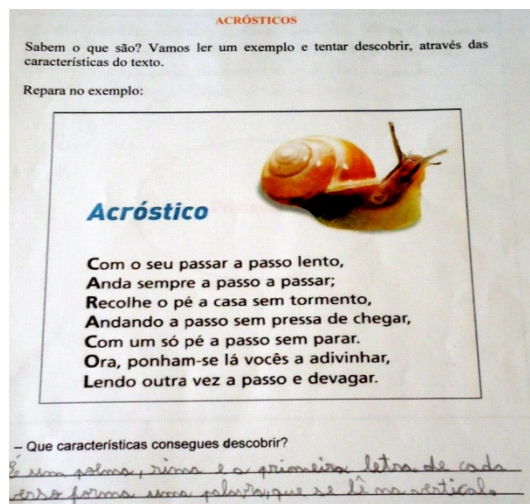 ACRÓSTICOS
Sabem o que são? Vamos ler um exemplo e tentar descobrir, através das
características do texto.
Repara no exemplo:
Acróstico
Com o seu passar a passo lento,
Anda sempre a passo a passar;
Recolhe o pé a casa sem tormento,
Andando a passo sem pressa de chegar,
Com um só pé a passo sem parar.
Ora, ponham-se lá vocês a adivinhar,
Lendo outra vez a passo e devagar.
– Que características consegues descobrir?
É um poema, rima e a primeira letra de cada
verso forma uma palavra, que se lê na vertical.